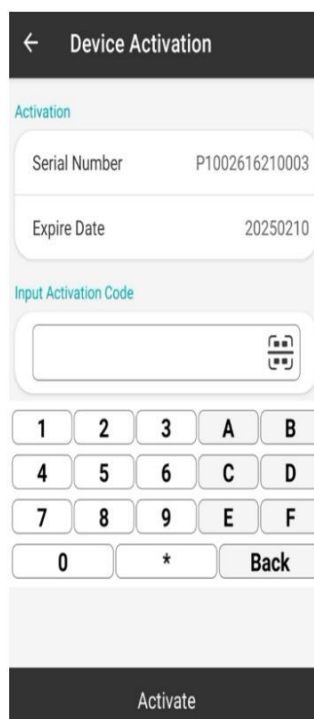 Device Activation
Activation
Serial Number P1002616210003
Expire Date 20250210
Input Activation Code
1 2 3 A B
4 5 6 C D
7 8 9 E F
0 * Back
Activate